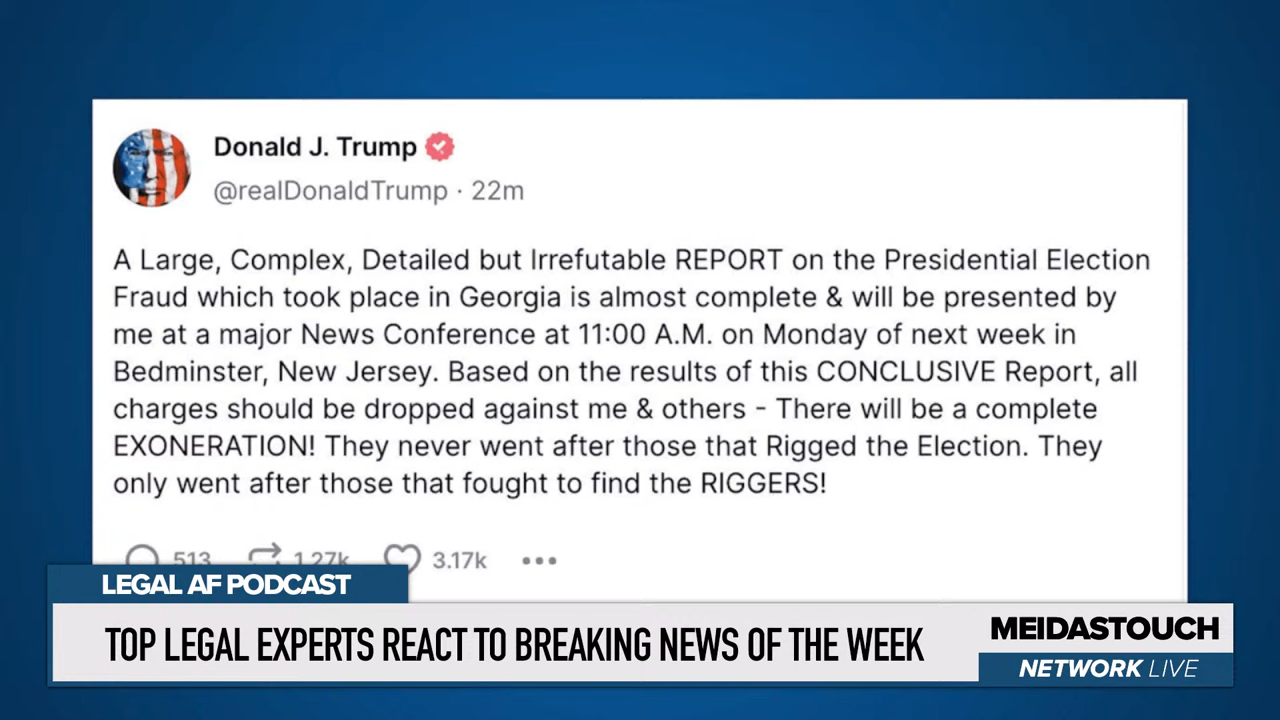 Donald J. Trump
@realDonaldTrump · 22m
A Large, Complex, Detailed but Irrefutable REPORT on the Presidential Election
Fraud which took place in Georgia is almost complete & will be presented by
me at a major News Conference at 11:00 A.M. on Monday of next week in
Bedminster, New Jersey. Based on the results of this CONCLUSIVE Report, all
charges should be dropped against me & others - There will be a complete
EXONERATION! They never went after those that Rigged the Election. They
only went after those that fought to find the RIGGERS!
513 1.27k 3.17k
LEGAL AF PODCAST
TOP LEGAL EXPERTS REACT TO BREAKING NEWS OF THE WEEK
MEIDASTOUCH
NETWORK LIVE